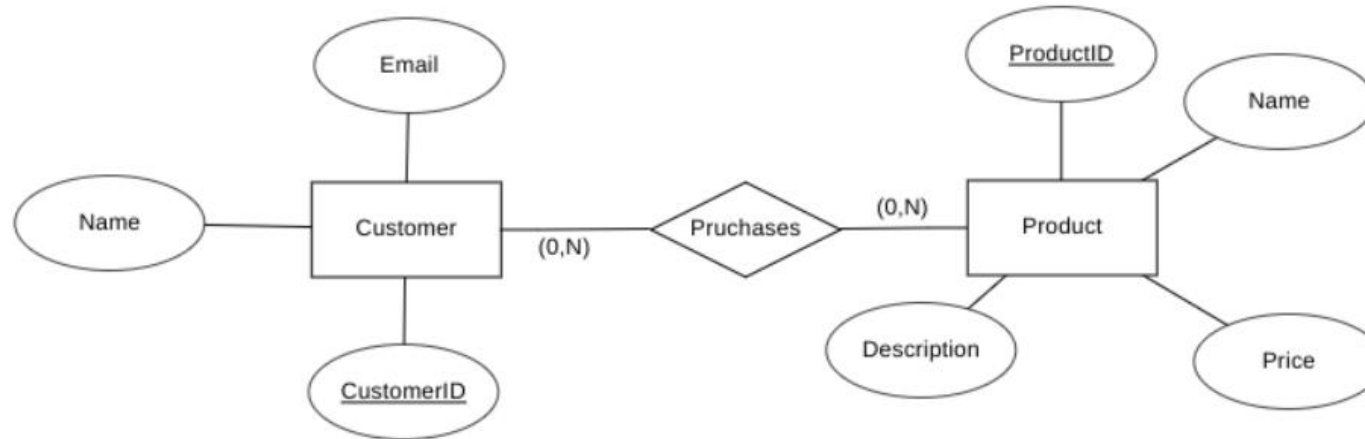 Email
ProductID
Name
Name
Customer
(0,N)
Pruchases
(0,N)
Product
Description
Price
CustomerID